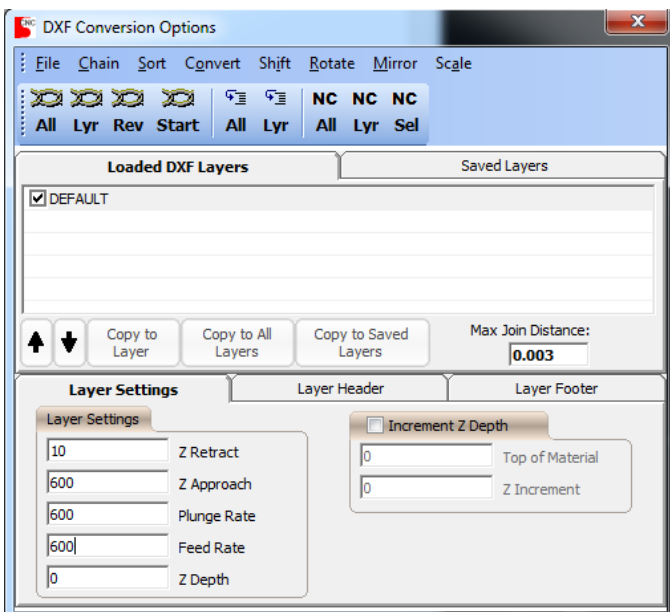 CNC DXF Conversion Options x
File Chain Sort Convert Shift Rotate Mirror Scale
NC NC NC
All Lyr Rev Start All Lyr All Lyr Sel
Loaded DXF Layers Saved Layers
DEFAULT
Copy to Layer
Copy to All Layers
Copy to Saved Layers
Max Join Distance:
0.003
Layer Settings Layer Header Layer Footer
Layer Settings
10 Z Retract
600 Z Approach
600 Plunge Rate
600 Feed Rate
0 Z Depth
Increment Z Depth
0 Top of Material
0 Z Increment